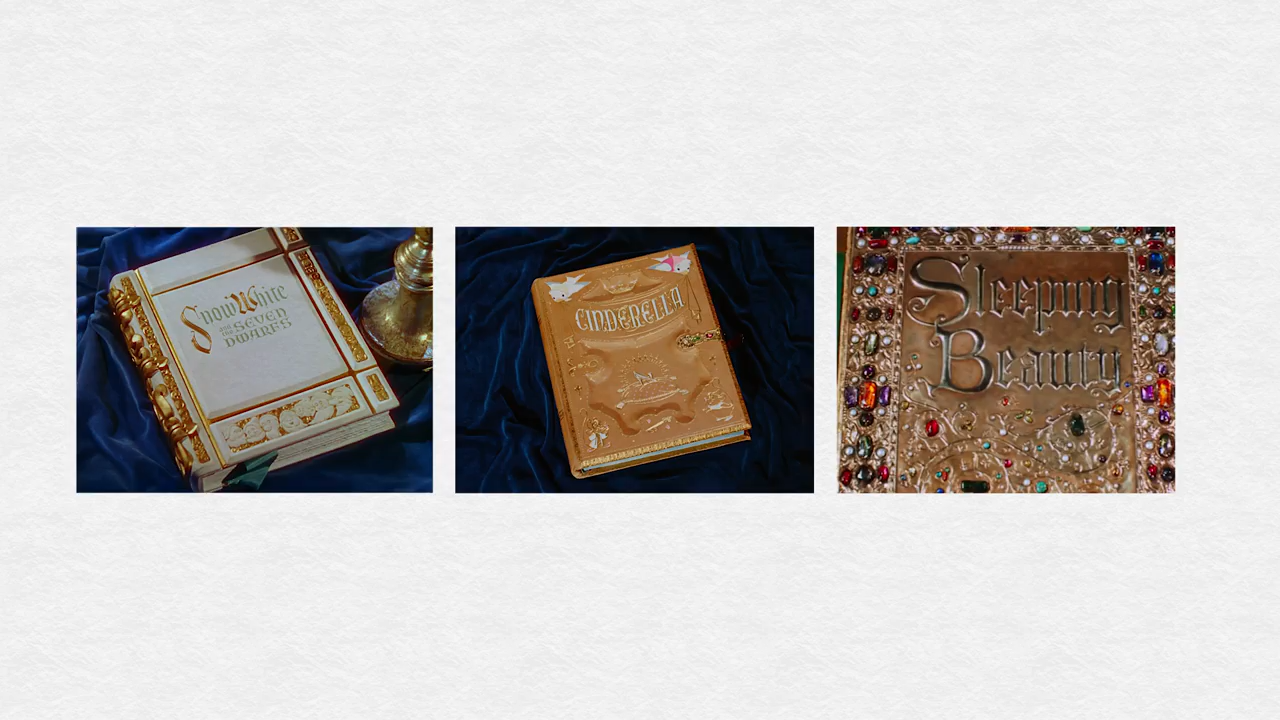 Snow White
and
the SEVEN
DWARFS
CINDERELLA
Sleeping
Beauty